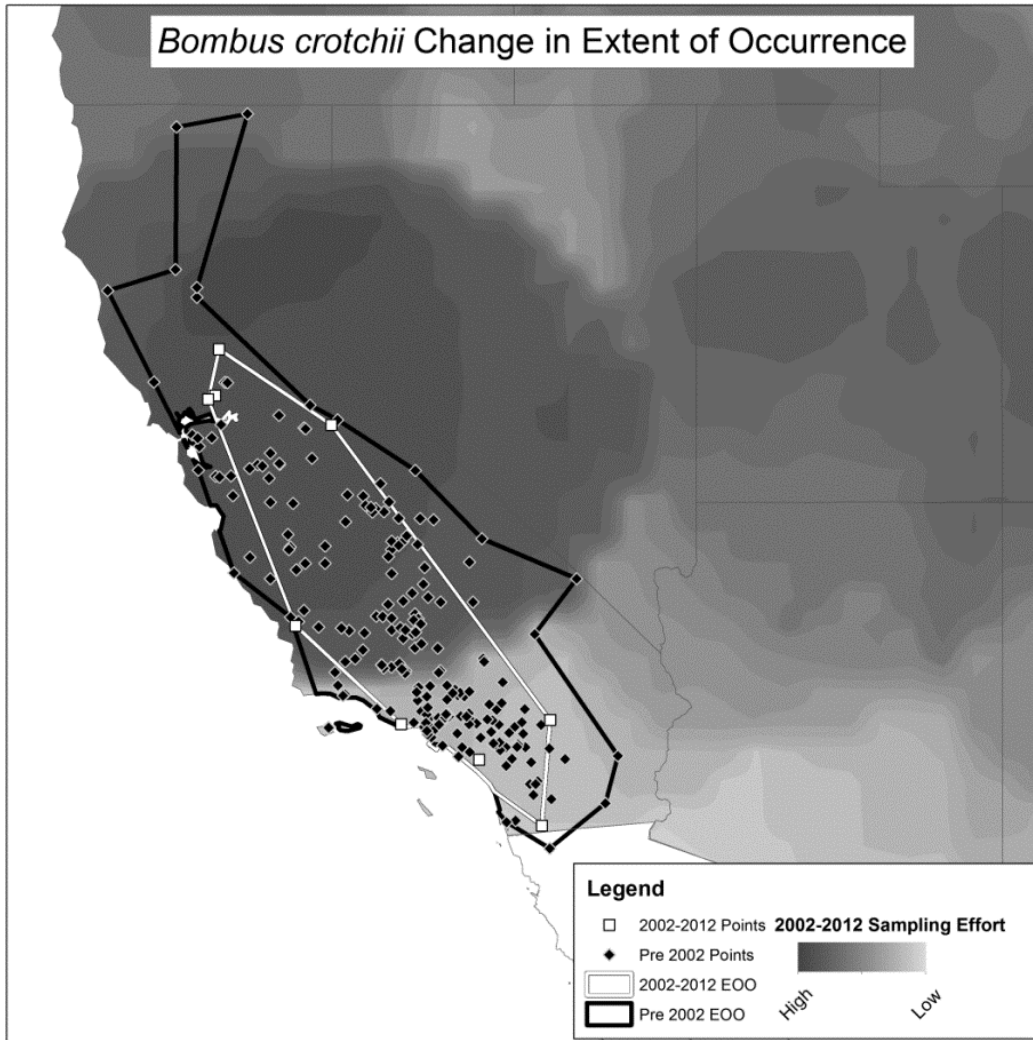 Bombus crotchii Change in Extent of Occurrence
Legend
2002-2012 Points
Pre 2002 Points
2002-2012 EOO
Pre 2002 EOO
2002-2012 Sampling Effort
High
Low